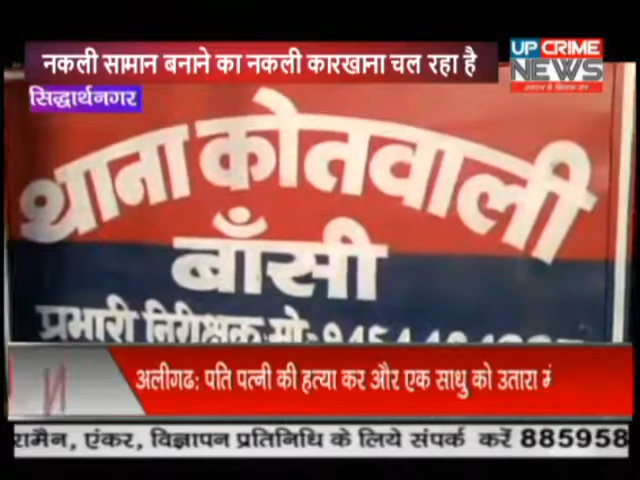 नकली सामान बनाने का नकली कारखाना चल रहा है
UP CRIME
NEWS
सिद्धार्थनगर
थाना कोतवाली
बाँसी
प्रभारी निरीक्षक मो:
अलीगढ: पति पत्नी की हत्या कर और एक साधु को उतारा
रामैन, एंकर, विज्ञापन प्रतिनिधि के लिये संपर्क करें 885958